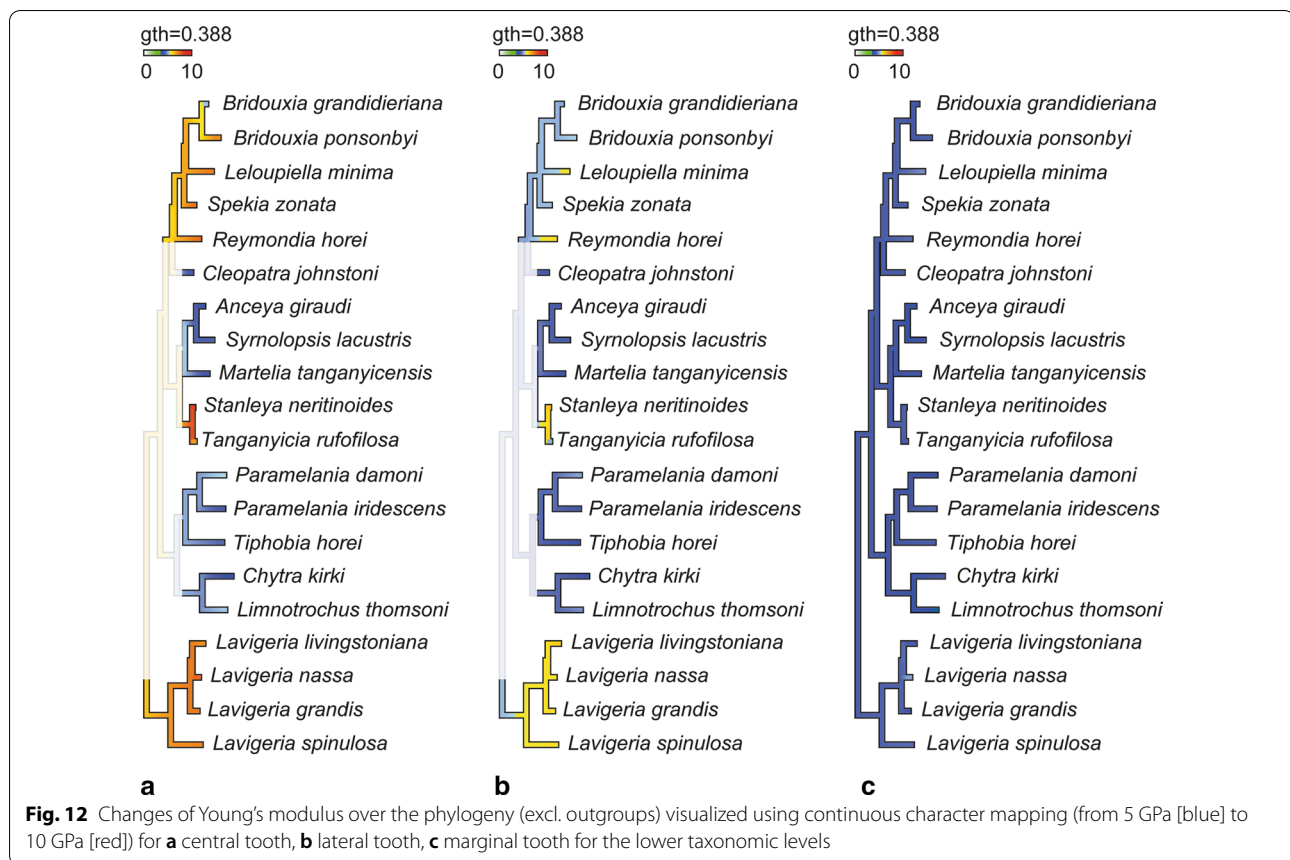 gth=0.388
0 10
Bridouxia grandidieriana
Bridouxia ponsonbyi
Leloupiella minima
Spekia zonata
Reymondia horei
Cleopatra johnstoni
Anceya giraudi
Syrnolopsis lacustris
Martelia tanganyicensis
Stanleya neritinoides
Tanganyicia rufofilosa
Paramelania damoni
Paramelania iridescens
Tiphobia horei
Chytra kirki
Limnotrochus thomsoni
Lavigeria livingstoniana
Lavigeria nassa
Lavigeria grandis
Lavigeria spinulosa
a
gth=0.388
0 10
Bridouxia grandidieriana
Bridouxia ponsonbyi
Leloupiella minima
Spekia zonata
Reymondia horei
Cleopatra johnstoni
Anceya giraudi
Syrnolopsis lacustris
Martelia tanganyicensis
Stanleya neritinoides
Tanganyicia rufofilosa
Paramelania damoni
Paramelania iridescens
Tiphobia horei
Chytra kirki
Limnotrochus thomsoni
Lavigeria livingstoniana
Lavigeria nassa
Lavigeria grandis
Lavigeria spinulosa
b
gth=0.388
0 10
Bridouxia grandidieriana
Bridouxia ponsonbyi
Leloupiella minima
Spekia zonata
Reymondia horei
Cleopatra johnstoni
Anceya giraudi
Syrnolopsis lacustris
Martelia tanganyicensis
Stanleya neritinoides
Tanganyicia rufofilosa
Paramelania damoni
Paramelania iridescens
Tiphobia horei
Chytra kirki
Limnotrochus thomsoni
Lavigeria livingstoniana
Lavigeria nassa
Lavigeria grandis
Lavigeria spinulosa
c
Fig. 12 Changes of Young's modulus over the phylogeny (excl. outgroups) visualized using continuous character mapping (from 5 GPa [blue] to
10 GPa [red]) for a central tooth, b lateral tooth, c marginal tooth for the lower taxonomic levels